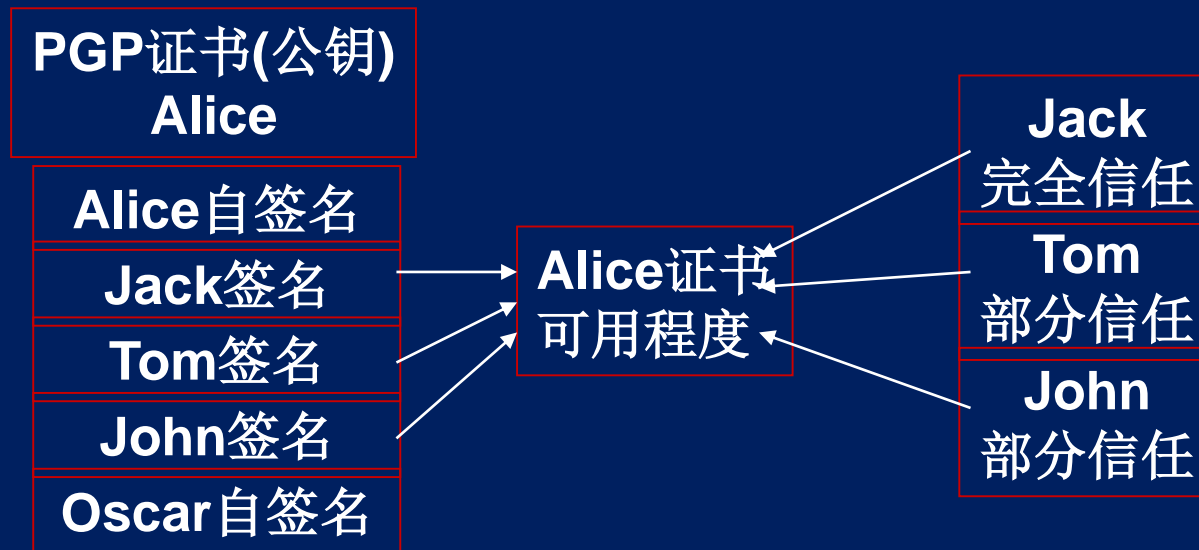 PGP证书(公钥)
Alice
Alice自签名
Jack签名
Tom签名
John签名
Oscar自签名
Alice证书
可用程度
Jack
完全信任
Tom
部分信任
John
部分信任